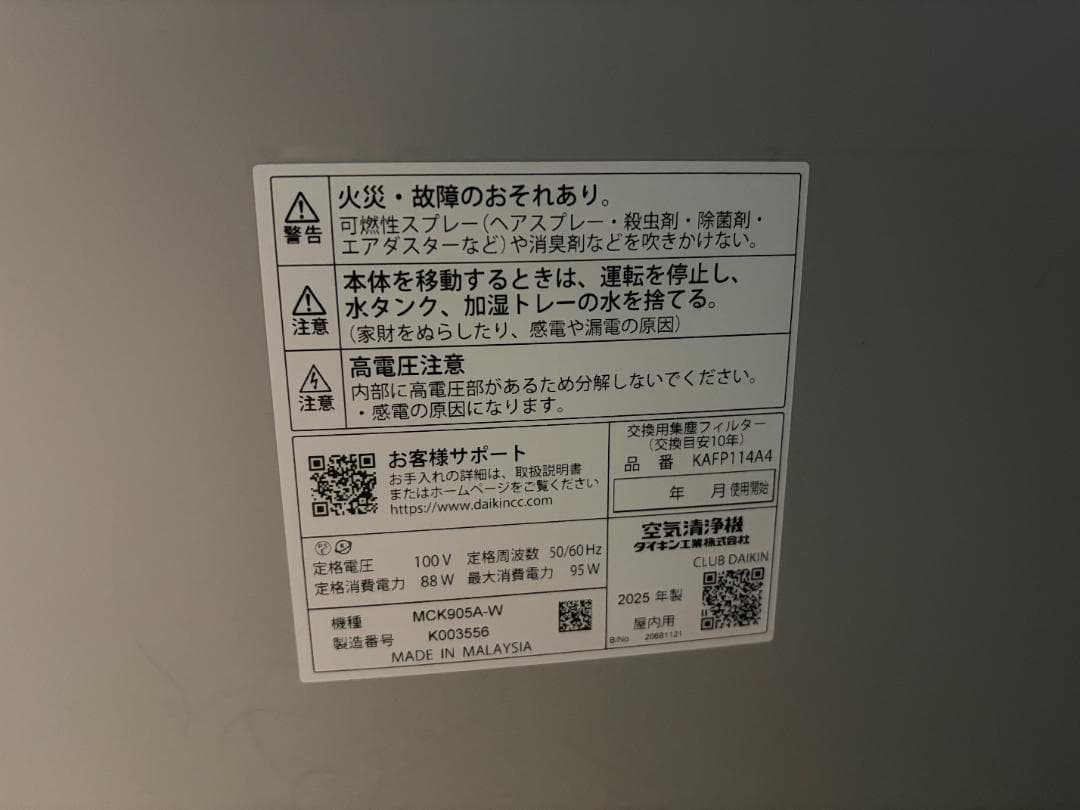 警告
火災・故障のおそれあり。
可燃性スプレー(ヘアスプレー・殺虫剤・除菌剤・
エアダスターなど)や消臭剤などを吹きかけない。
注意
本体を移動するときは、運転を停止し、
水タンク、加湿トレーの水を捨てる。
(家財をぬらしたり、感電や漏電の原因)
注意
高電圧注意
内部に高電圧部があるため分解しないでください。
・感電の原因になります。
お客様サポート
お手入れの詳細は、取扱説明書
またはホームページをご覧ください
https://www.daikincc.com
交換用集塵フィルター
(交換目安10年)
品 番 KAFP114A4
年 月使用開始
定格電圧 100V 定格周波数 50/60Hz
定格消費電力 88W 最大消費電力 95W
機種 MCK905A-W
製造番号 K003556
MADE IN MALAYSIA
空気清浄機
ダイキン工業株式会社
CLUB DAIKIN
2025年製
屋内用
B/No. 20681121